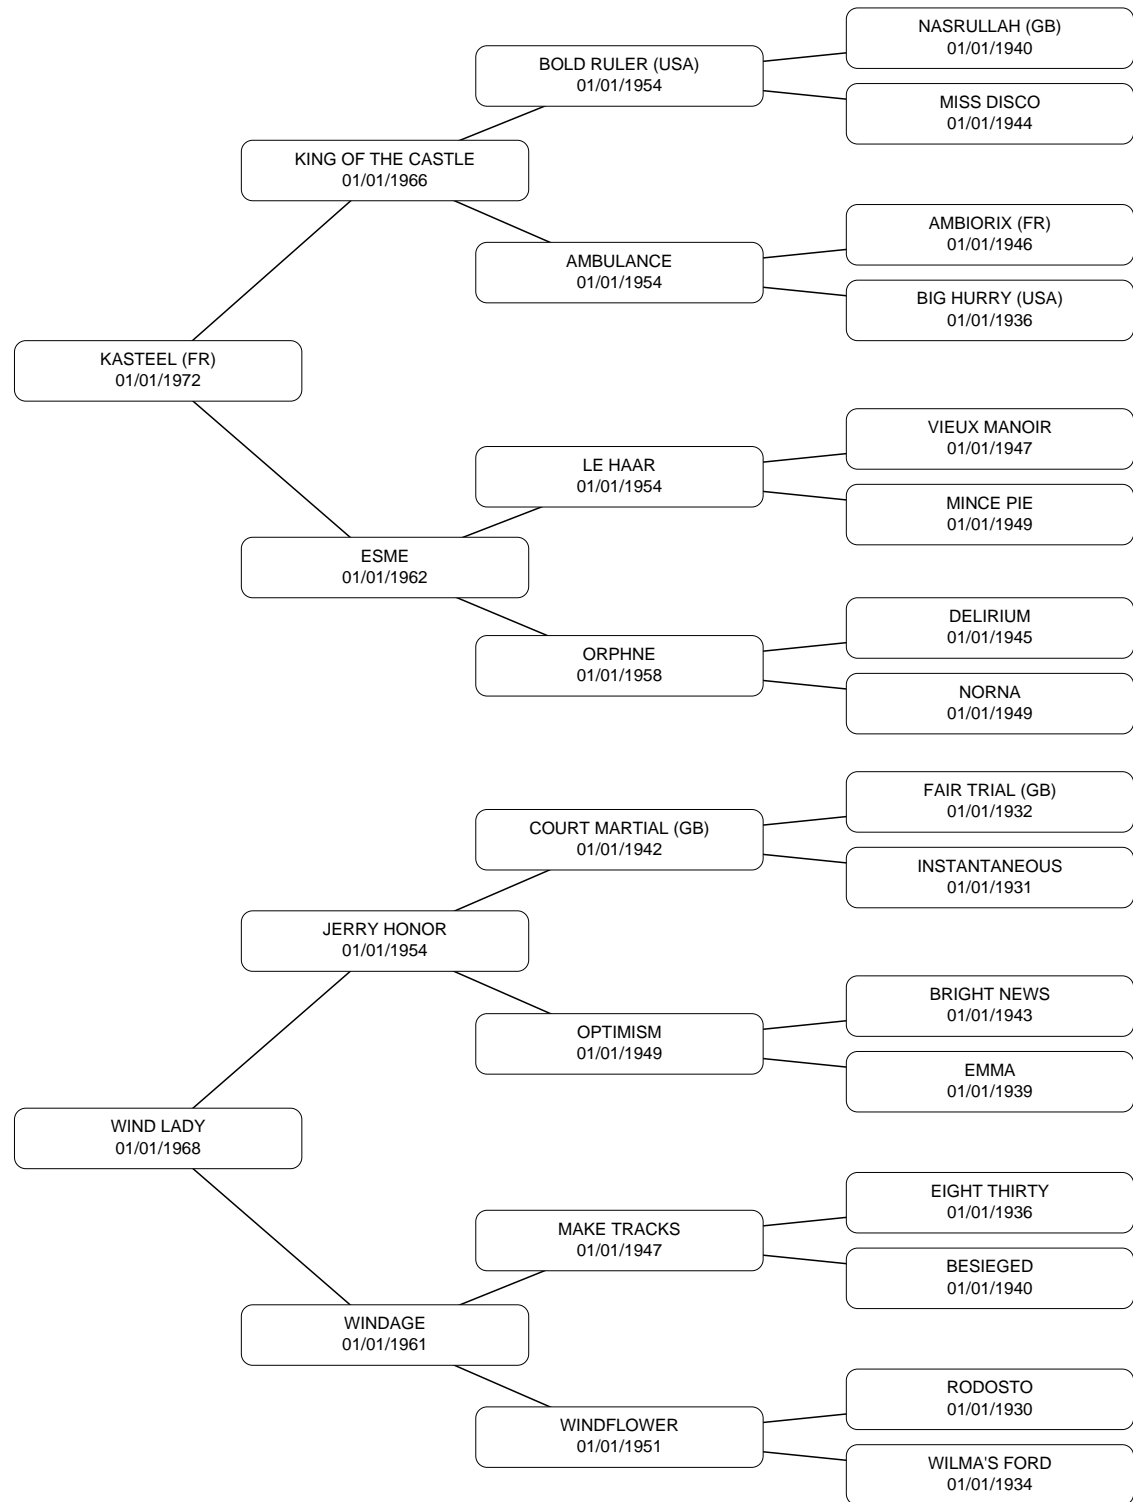 NASRULLAH (GB)
01/01/1940
BOLD RULER (USA)
01/01/1954
MISS DISCO
01/01/1944
KING OF THE CASTLE
01/01/1966
AMBIORIX (FR)
01/01/1946
AMBULANCE
01/01/1954
BIG HURRY (USA)
01/01/1936
KASTEEL (FR)
01/01/1972
VIEUX MANOIR
01/01/1947
LE HAAR
01/01/1954
MINCE PIE
01/01/1949
ESME
01/01/1962
DELIRIUM
01/01/1945
ORPHNE
01/01/1958
NORNA
01/01/1949
FAIR TRIAL (GB)
01/01/1932
COURT MARTIAL (GB)
01/01/1942
INSTANTANEOUS
01/01/1931
JERRY HONOR
01/01/1954
BRIGHT NEWS
01/01/1943
OPTIMISM
01/01/1949
EMMA
01/01/1939
WIND LADY
01/01/1968
EIGHT THIRTY
01/01/1936
MAKE TRACKS
01/01/1947
BESIEGED
01/01/1940
WINDAGE
01/01/1961
RODOSTO
01/01/1930
WINDFLOWER
01/01/1951
WILMA'S FORD
01/01/1934